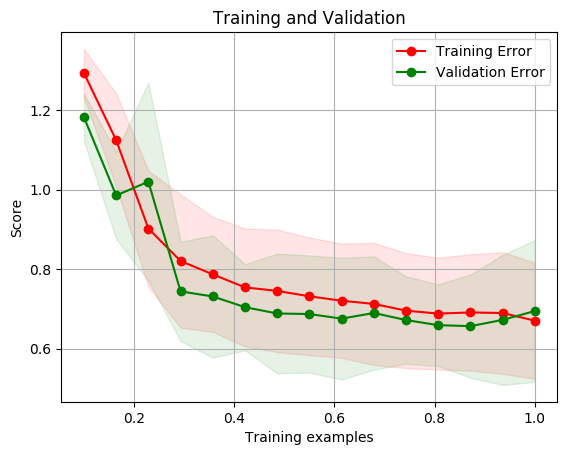 Training and Validation
Training Error
Validation Error
Score
1.2
1.0
0.8
0.6
0.2
0.4
0.6
0.8
1.0
Training examples